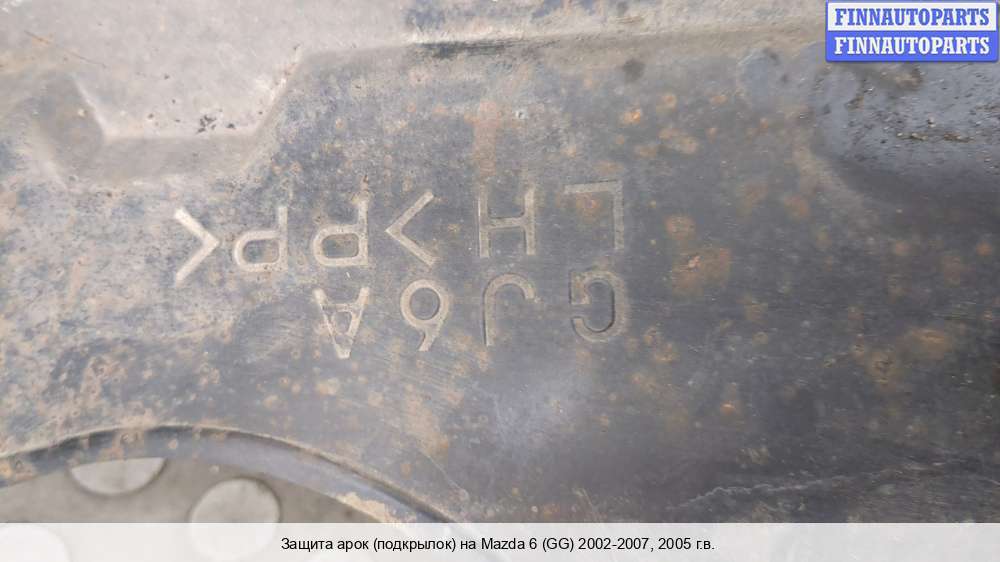 FINNAUTOPARTS
FINNAUTOPARTS
GJ6A
LH >PP<
Защита арок (подкрылок) на Mazda 6 (GG) 2002-2007, 2005 г.в.